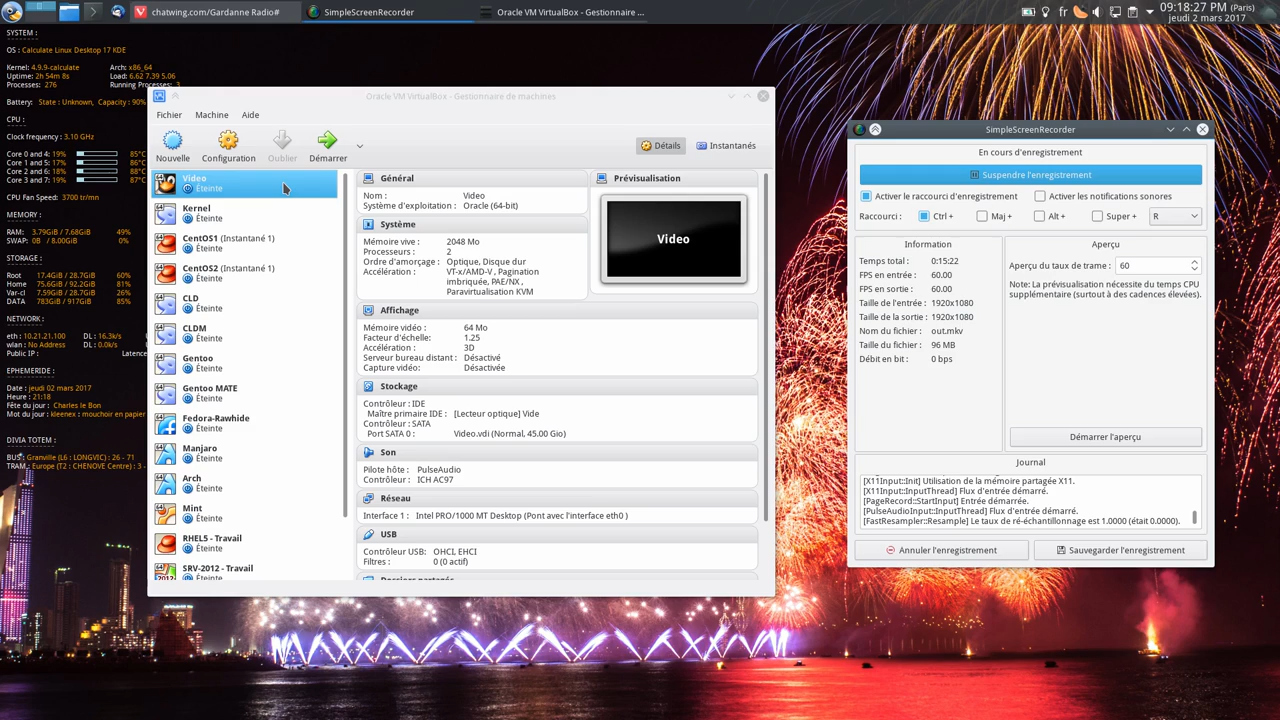 chatwing.com/Gardanne Radio#
SimpleScreenRecorder
Oracle VM VirtualBox - Gestionnaire ...
fr
09:18:27 PM (Paris)
jeudi 2 mars 2017
SYSTEM :
OS : Calculate Linux Desktop 17 KDE
Kernel: 4.9.9-calculate Arch: x86_64
Uptime: 2h 54m 8s Load: 6.62 7.39 5.06
Processes: 276 Running Processes: 3
Battery: State : Unknown, Capacity : 90%
CPU :
Clock frequency : 3.10 GHz
Core 0 and 4: 19% 85°C
Core 1 and 5: 17% 86°C
Core 2 and 6: 18% 88°C
Core 3 and 7: 19% 87°C
CPU Fan Speed: 3700 tr/mn
MEMORY :
RAM: 3.79GiB / 7.68GiB 49%
SWAP: 0B / 8.00GiB 0%
STORAGE :
Root 17.4GiB / 28.7GiB 60%
Home 75.6GiB / 92.2GiB 81%
Var-cl 7.59GiB / 28.7GiB 26%
DATA 783GiB / 917GiB 85%
NETWORK :
eth : 10.21.21.100 DL : 16.3k/s
wlan : No Address DL : 0.0k/s
Public IP : Latence
EPHEMERIDE :
Date : jeudi 02 mars 2017
Heure : 21:18
Fête du jour : Charles le Bon
Mot du jour : kleenex : mouchoir en papier
DIVIA TOTEM :
BUS : Granville (L6 : LONGVIC) : 26 - 71
TRAM : Europe (T2 : CHENOVE Centre) : 3 -
Oracle VM VirtualBox - Gestionnaire de machines
Fichier Machine Aide
Nouvelle Configuration Oublier Démarrer
Détails Instantanés
Video
Éteinte
Kernel
Éteinte
CentOS1 (Instantané 1)
Éteinte
CentOS2 (Instantané 1)
Éteinte
CLD
Éteinte
CLDM
Éteinte
Gentoo
Éteinte
Gentoo MATE
Éteinte
Fedora-Rawhide
Éteinte
Manjaro
Éteinte
Arch
Éteinte
Mint
Éteinte
RHEL5 - Travail
Éteinte
SRV-2012 - Travail
Éteinte
Général
Nom : Video
Système d'exploitation : Oracle (64-bit)
Système
Mémoire vive : 2048 Mo
Processeurs : 2
Ordre d'amorçage : Optique, Disque dur
Accélération : VT-x/AMD-V , Pagination
imbriquée, PAE/NX ,
Paravirtualisation KVM
Prévisualisation
Video
Affichage
Mémoire vidéo : 64 Mo
Facteur d'échelle: 1.25
Accélération : 3D
Serveur bureau distant : Désactivé
Capture vidéo: Désactivée
Stockage
Contrôleur : IDE
Maître primaire IDE : [Lecteur optique] Vide
Contrôleur : SATA
Port SATA 0 : Video.vdi (Normal, 45.00 Gio)
Son
Pilote hôte : PulseAudio
Contrôleur : ICH AC97
Réseau
Interface 1 : Intel PRO/1000 MT Desktop (Pont avec l'interface eth0 )
USB
Contrôleur USB: OHCI, EHCI
Filtres : 0 (0 actif)
Dossiers partagés
SimpleScreenRecorder
En cours d'enregistrement
Suspendre l'enregistrement
Activer le raccourci d'enregistrement Activer les notifications sonores
Raccourci : Ctrl + Maj + Alt + Super + R
Information
Temps total : 0:15:22
FPS en entrée : 60.00
FPS en sortie : 60.00
Taille de l'entrée : 1920x1080
Taille de la sortie : 1920x1080
Nom du fichier : out.mkv
Taille du fichier : 96 MB
Débit en bit : 0 bps
Aperçu
Aperçu du taux de trame : 60
Note: La prévisualisation nécessite du temps CPU
supplémentaire (surtout à des cadences élevées).
Démarrer l'aperçu
Journal
[X11Input::Init] Utilisation de la mémoire partagée X11.
[X11Input::InputThread] Flux d'entrée démarré.
[PageRecord::StartInput] Entrée démarrée.
[PulseAudioInput::InputThread] Flux d'entrée démarré.
[FastResampler::Resample] Le taux de ré-échantillonnage est 1.0000 (était 0.0000).
Annuler l'enregistrement Sauvegarder l'enregistrement